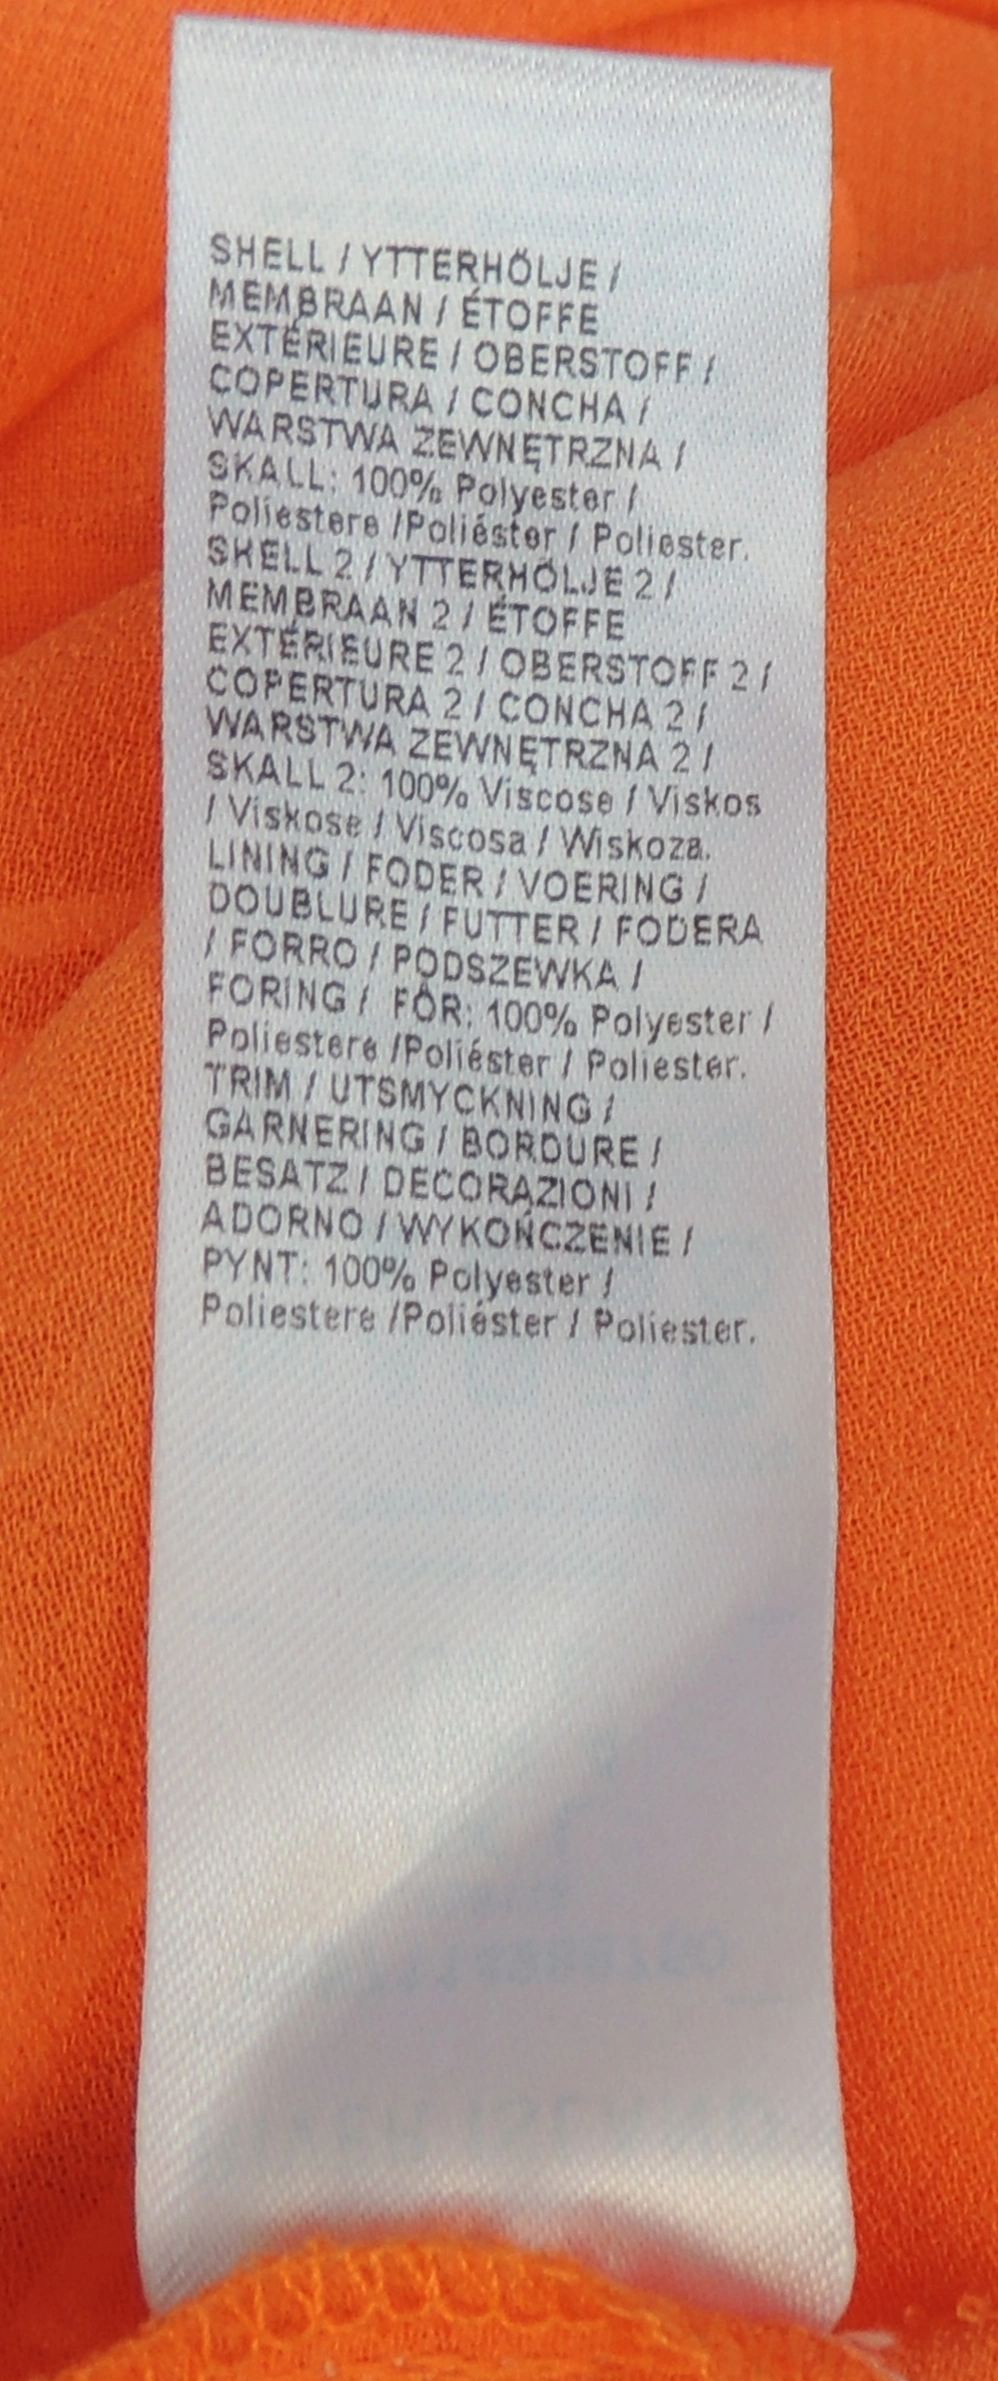 SHELL / YTTERHÖLJE /
MEMBRAAN / ÉTOFFE
EXTÉRIEURE / OBERSTOFF /
COPERTURA / CONCHA /
WARSTWA ZEWNĘTRZNA /
SKALL: 100% Polyester /
Poliestere /Poliéster / Poliester.
SHELL 2 / YTTERHÖLJE 2 /
MEMBRAAN 2 / ÉTOFFE
EXTÉRIEURE 2 / OBERSTOFF 2 /
COPERTURA 2 / CONCHA 2 /
WARSTWA ZEWNĘTRZNA 2 /
SKALL 2: 100% Viscose / Viskos
/ Viskose / Viscosa / Wiskoza.
LINING / FODER / VOERING /
DOUBLURE / FUTTER / FODERA
/ FORRO / PODSZEWKA /
FORING / FÔR: 100% Polyester /
Poliestere /Poliéster / Poliester.
TRIM / UTSMYCKNING /
GARNERING / BORDURE /
BESATZ / DECORAZIONI /
ADORNO / WYKOŃCZENIE /
PYNT: 100% Polyester /
Poliestere /Poliéster / Poliester.